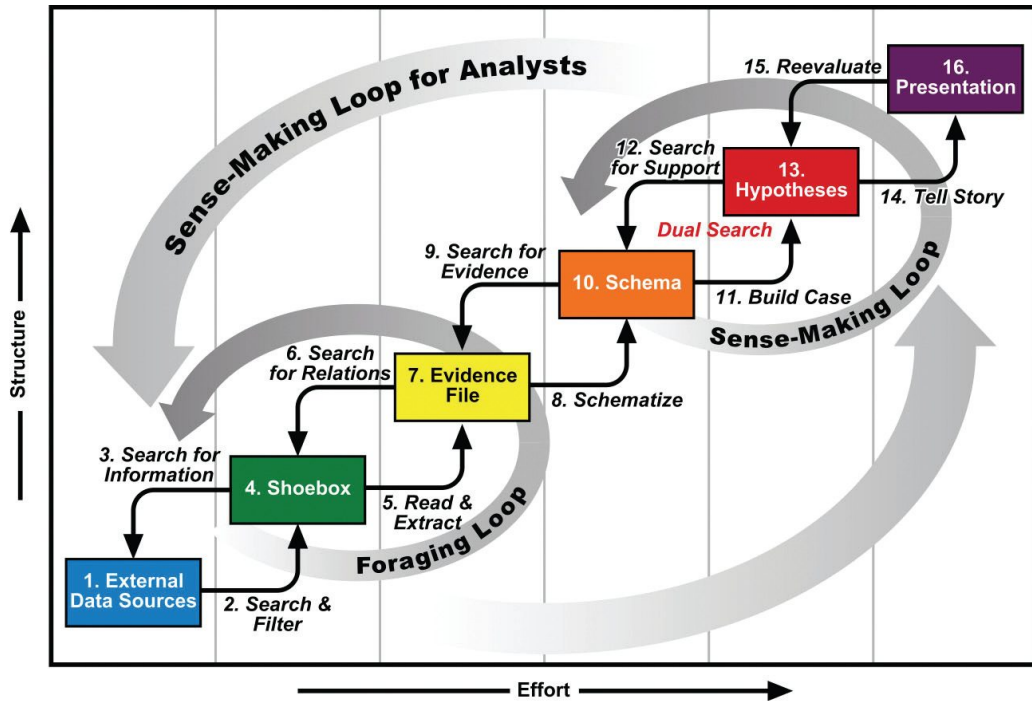 Sense-Making Loop for Analysts
15. Reevaluate
16.
Presentation
12. Search
for Support
13.
Hypotheses
14. Tell Story
Dual Search
9. Search for
Evidence
10. Schema
11. Build Case
Sense-Making Loop
6. Search
for Relations
7. Evidence
File
8. Schematize
3. Search for
Information
4. Shoebox
5. Read &
Extract
Foraging Loop
1. External
Data Sources
2. Search &
Filter
Structure
Effort